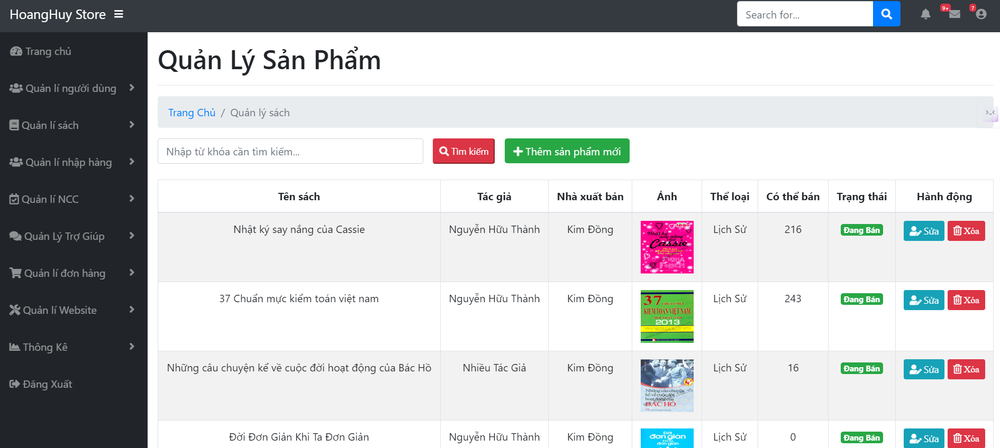 HoangHuy Store
Search for...
9+
7
Trang chủ
Quản lí người dùng
Quản lí sách
Quản lí nhập hàng
Quản lí NCC
Quản Lý Trợ Giúp
Quản lí đơn hàng
Quản lí Website
Thông Kê
Đăng Xuất
Quản Lý Sản Phẩm
Trang Chủ / Quản lý sách
Nhập từ khóa cần tìm kiếm...
Tìm kiếm
Thêm sản phẩm mới
Tên sách Tác giả Nhà xuất bản Ảnh Thể loại Có thể bán Trạng thái Hành động
Nhật ký say nắng của Cassie Nguyễn Hữu Thành Kim Đồng Lịch Sử 216 Đang Bán Sửa Xóa
Nhật ký
say nắng
của
Cassie
FODEN
37 Chuẩn mực kiểm toán việt nam Nguyễn Hữu Thành Kim Đồng Lịch Sử 243 Đang Bán Sửa Xóa
37 CHUẨN MỰC
KIỂM TOÁN VIỆT NAM
2013
Những câu chuyện kể về cuộc đời hoạt động của Bác Hồ Nhiều Tác Giả Kim Đồng Lịch Sử 16 Đang Bán Sửa Xóa
Những câu chuyện
kể về cuộc đời
hoạt động của
BÁC HỒ
Đời Đơn Giản Khi Ta Đơn Giản Nguyễn Hữu Thành Kim Đồng Lịch Sử 0 Đang Bán Sửa Xóa
Đời
đơn giản
khi ta
đơn giản